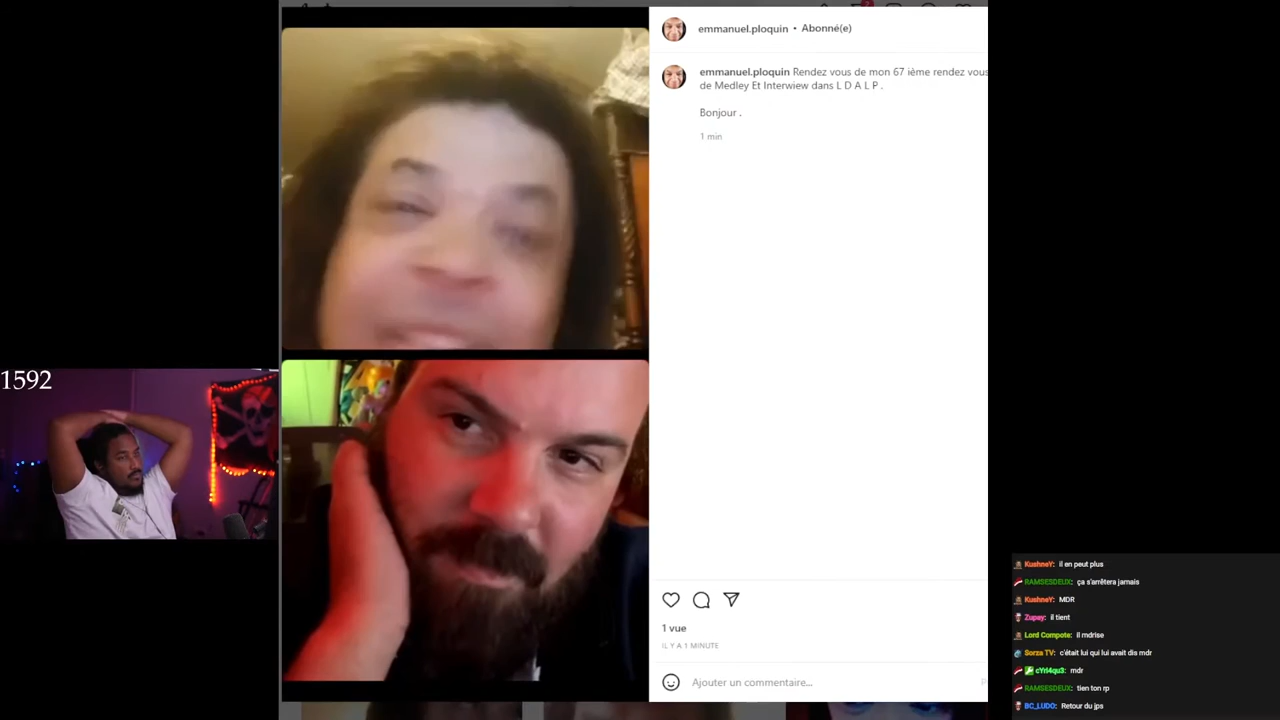 emmanuel.ploquin • Abonné(e)
emmanuel.ploquin Rendez vous de mon 67 ième rendez vous
de Medley Et Interwiew dans L D A L P .
Bonjour .
1 min
1592
1 vue
IL Y A 1 MINUTE
Ajouter un commentaire...
KushneY: il en peut plus
RAMSESDEUX: ça s'arrêtera jamais
KushneY: MDR
Zupay: il tient
Lord Compote: il mdrise
Sorza TV: c'était lui qui lui avait dis mdr
cYrl4qu3: mdr
RAMSESDEUX: tien ton rp
BC_LUDO: Retour du jps